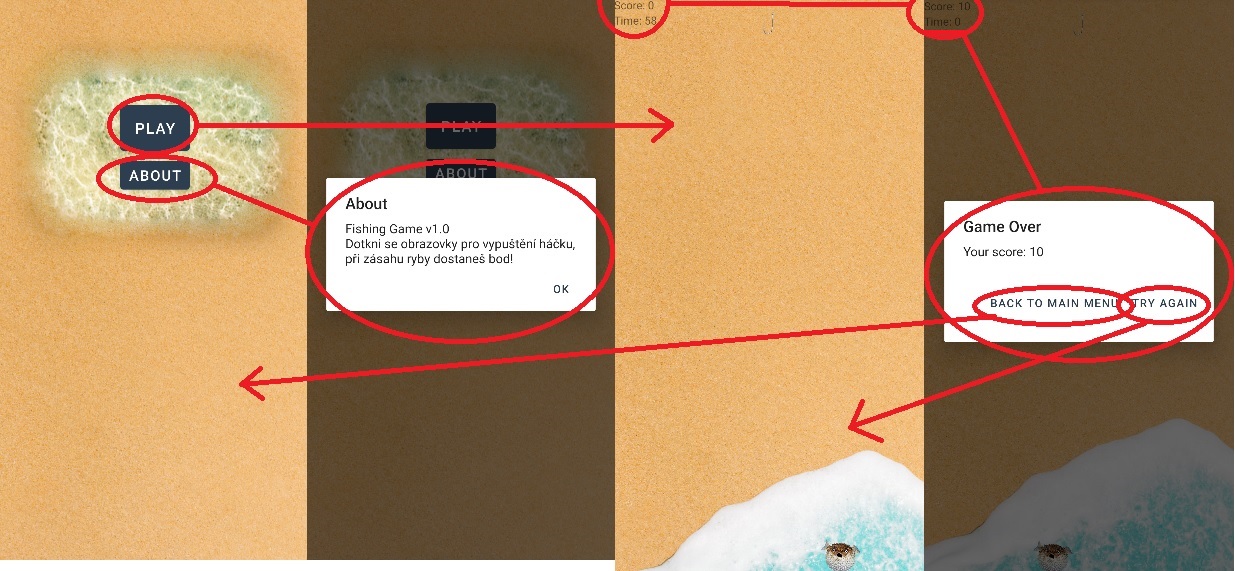 PLAY
ABOUT
PLAY
ABOUT
About
Fishing Game v1.0
Dotkni se obrazovky pro vypuštění háčku,
při zásahu ryby dostaneš bod!
OK
Score: 0
Time: 58
Score: 10
Time: 0
Game Over
Your score: 10
BACK TO MAIN MENU
TRY AGAIN